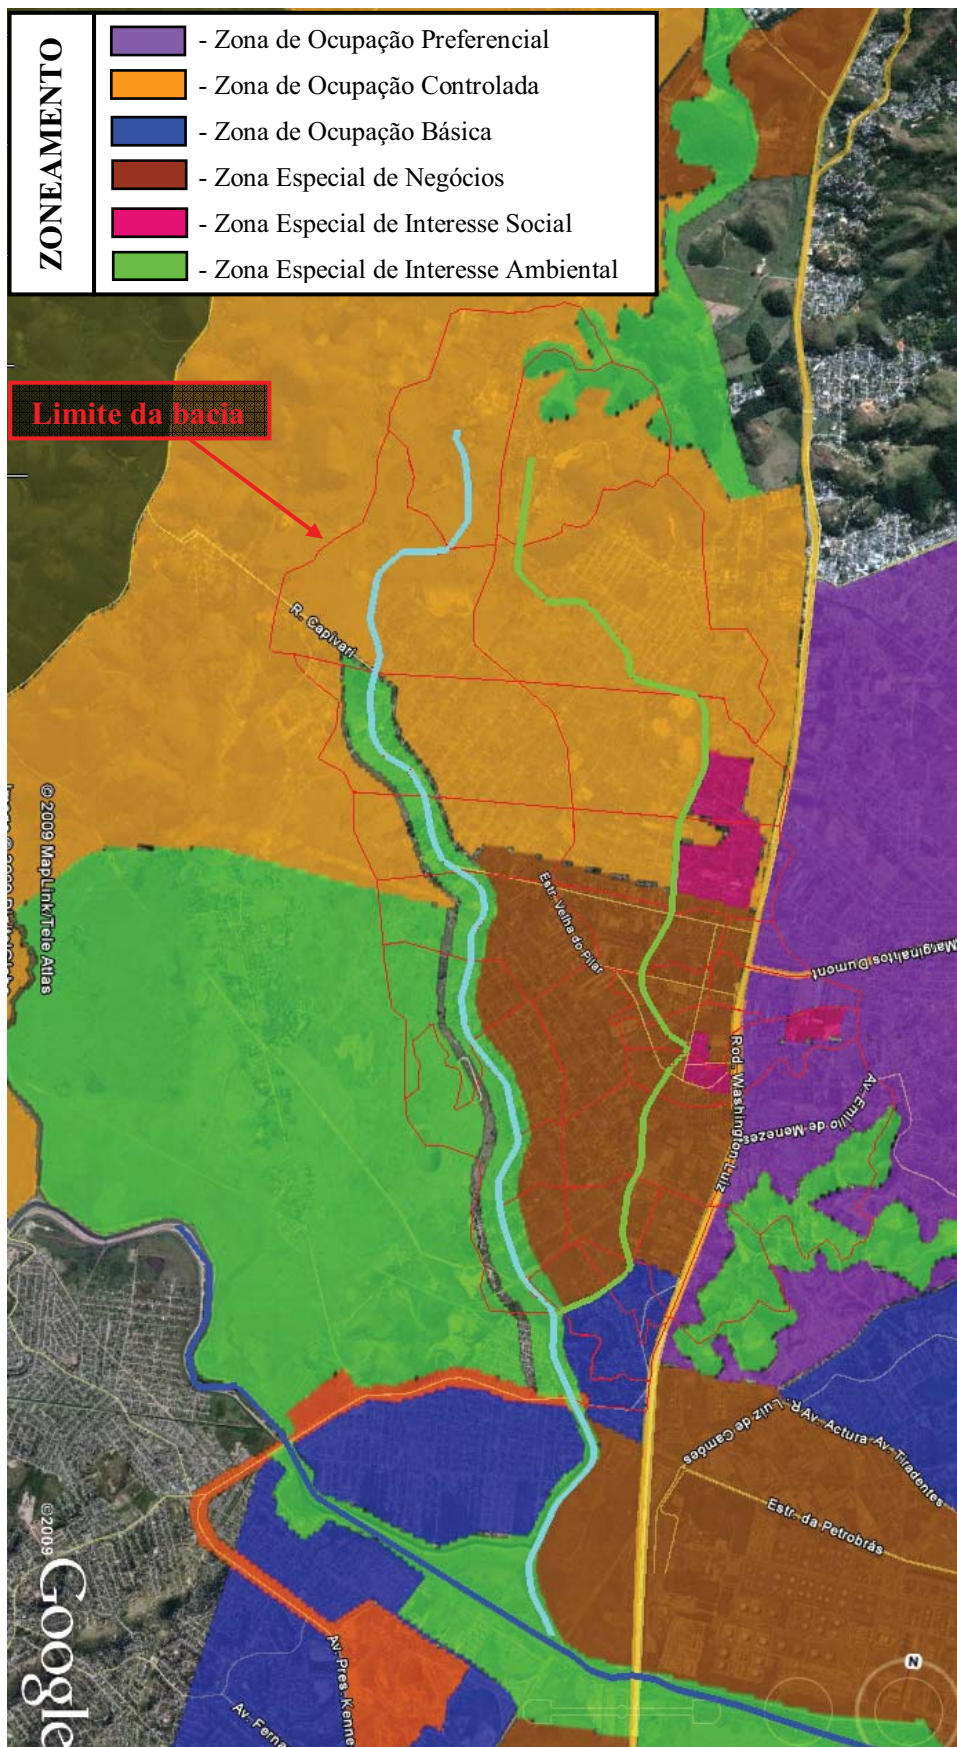 ZONEAMENTO
- Zona de Ocupação Preferencial
- Zona de Ocupação Controlada
- Zona de Ocupação Básica
- Zona Especial de Negócios
- Zona Especial de Interesse Social
- Zona Especial de Interesse Ambiental
Limite da bacia
R. Capivari
© 2009 MapLink/Tele Atlas
Estr. Velha do Pilar
Marginalitos Dumont
Rod. Washington Luiz
Av. Emílio de Menezes
R. Luiz de Camões
Av. Actura
Av. Tiradentes
Estr. da Petrobrás
©2009 Google
Av. Pres. Kenne
Av. Ferna
N